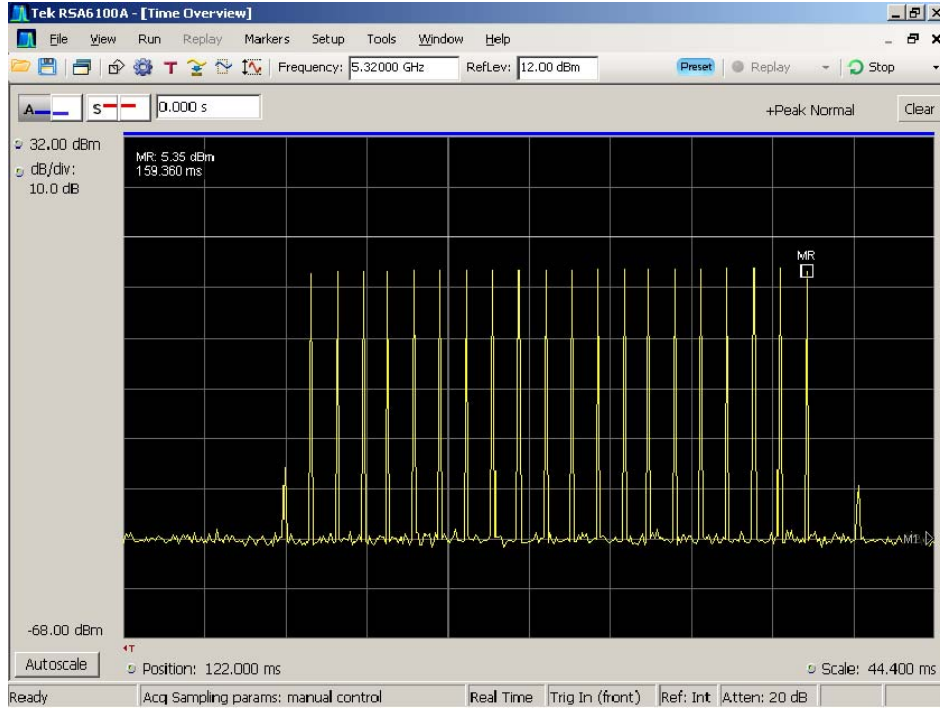 Tek RSA6100A - [Time Overview]
File View Run Replay Markers Setup Tools Window Help
T Frequency: 5.32000 GHz RefLev: 12.00 dBm Preset Replay Stop
A S 0.000 s +Peak Normal Clear
32.00 dBm
dB/div:
10.0 dB
MR: 5.35 dBm
159.360 ms
MR
M1
-68.00 dBm
T
Autoscale Position: 122.000 ms Scale: 44.400 ms
Ready Acq Sampling params: manual control Real Time Trig In (front) Ref: Int Atten: 20 dB